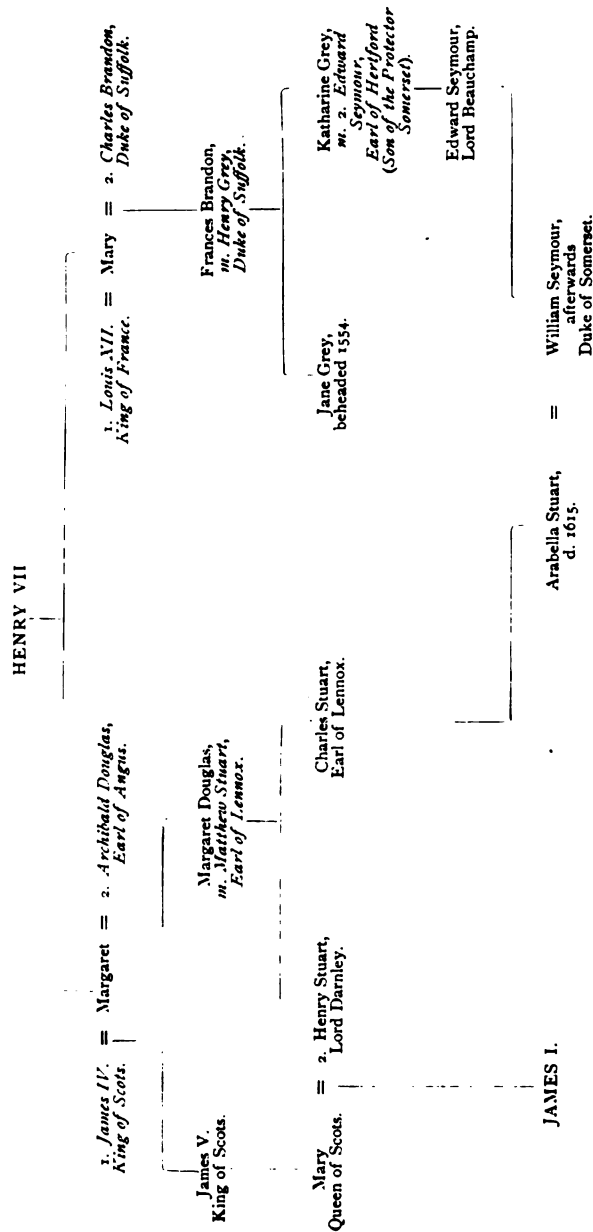 HENRY VII
1. James IV.
King of Scots.
= Margaret =
2. Archibald Douglas,
Earl of Angus.
1. Louis XII.
King of France.
= Mary =
2. Charles Brandon,
Duke of Suffolk.
James V.
King of Scots.
Margaret Douglas,
m. Matthew Stuart,
Earl of Lennox.
Frances Brandon,
m. Henry Grey,
Duke of Suffolk.
Mary
Queen of Scots.
=
2. Henry Stuart,
Lord Darnley.
Charles Stuart,
Earl of Lennox.
Jane Grey,
beheaded 1554.
Katharine Grey,
m. 2. Edward
Seymour,
Earl of Hertford
(Son of the Protector
Somerset).
Edward Seymour,
Lord Beauchamp.
JAMES I.
Arabella Stuart,
d. 1615.
=
William Seymour,
afterwards
Duke of Somerset.